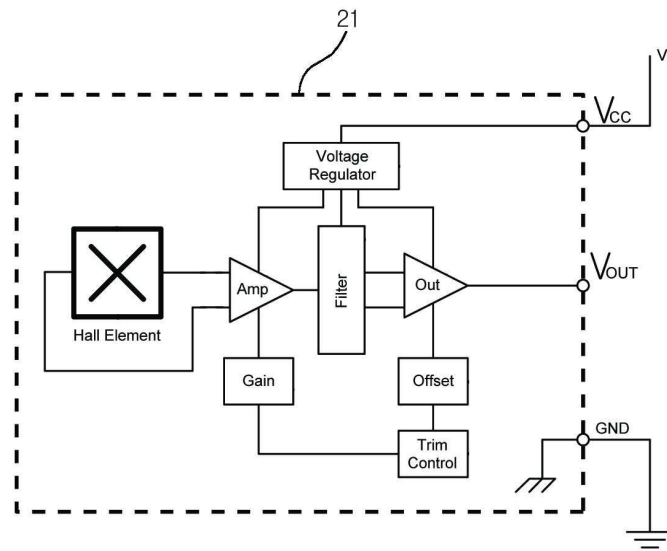 21
VCC
V
Voltage
Regulator
Amp
Filter
Out
VOUT
Hall Element
Gain
Offset
GND
Trim
Control